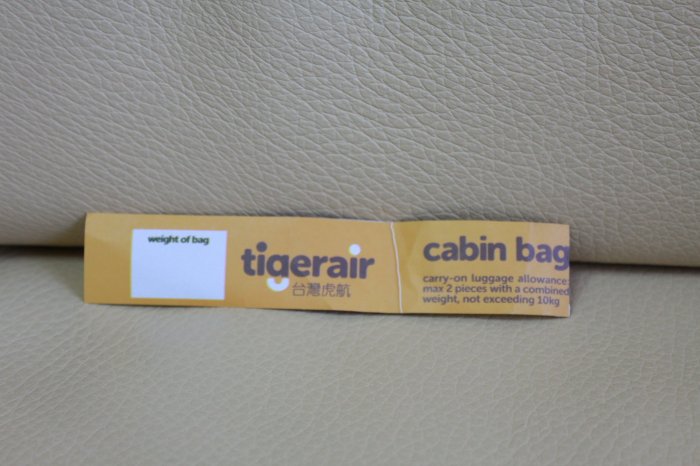 weight of bag
tigerair
台灣虎航
cabin bag
carry-on luggage allowance:
max 2 pieces with a combined
weight, not exceeding 10kg